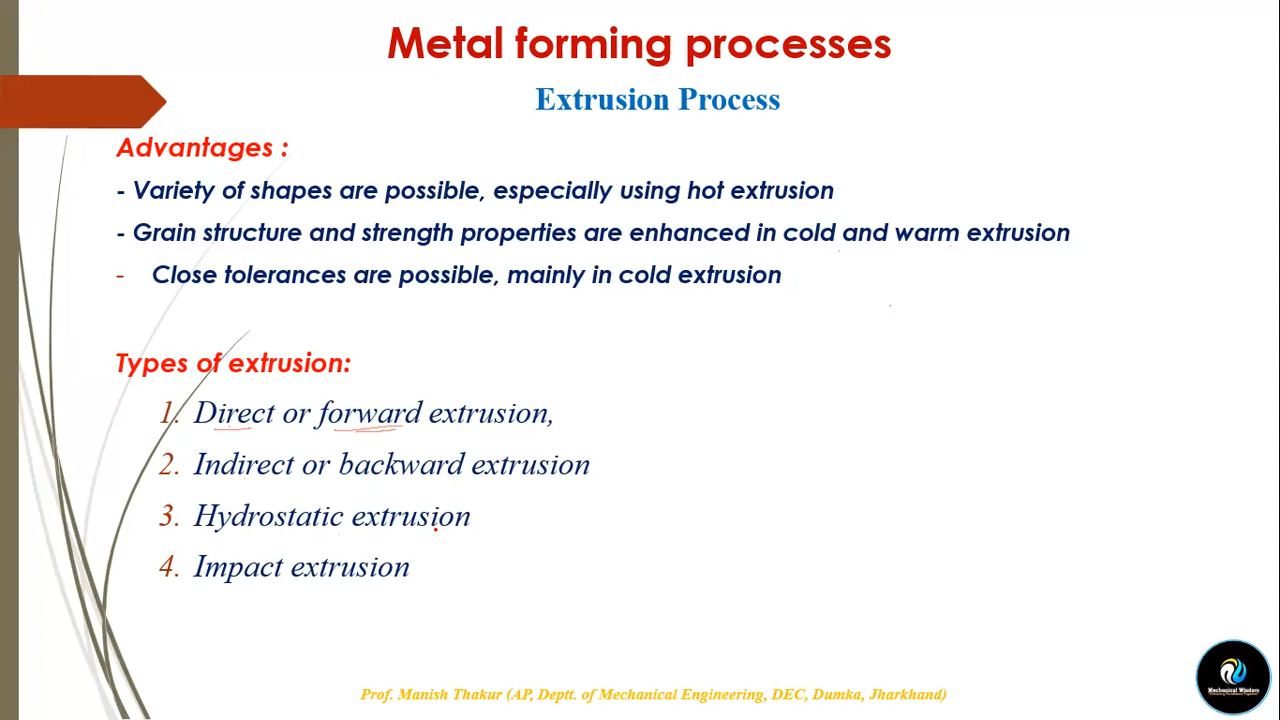 Metal forming processes
Extrusion Process
Advantages :
- Variety of shapes are possible, especially using hot extrusion
- Grain structure and strength properties are enhanced in cold and warm extrusion
- Close tolerances are possible, mainly in cold extrusion
Types of extrusion:
1. Direct or forward extrusion,
2. Indirect or backward extrusion
3. Hydrostatic extrusion
4. Impact extrusion
Prof. Manish Thakur (AP, Deptt. of Mechanical Engineering, DEC, Dumka, Jharkhand)
Mechanical Wisdom